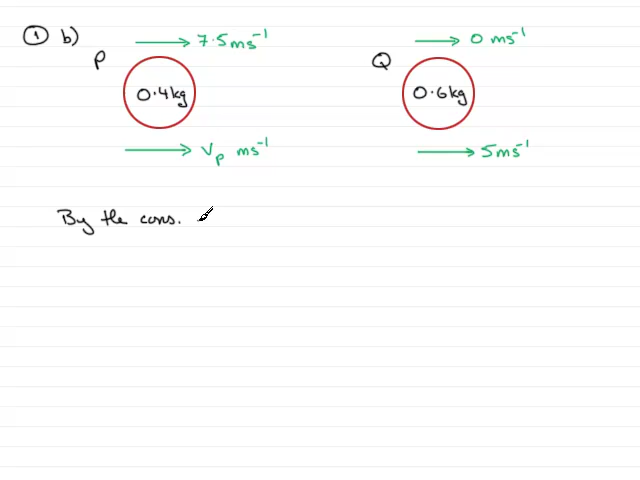 ① b) → 7.5ms⁻¹ → 0 ms⁻¹
P Q
0.4kg 0.6kg
→ Vₚ ms⁻¹ → 5ms⁻¹
By the cons.